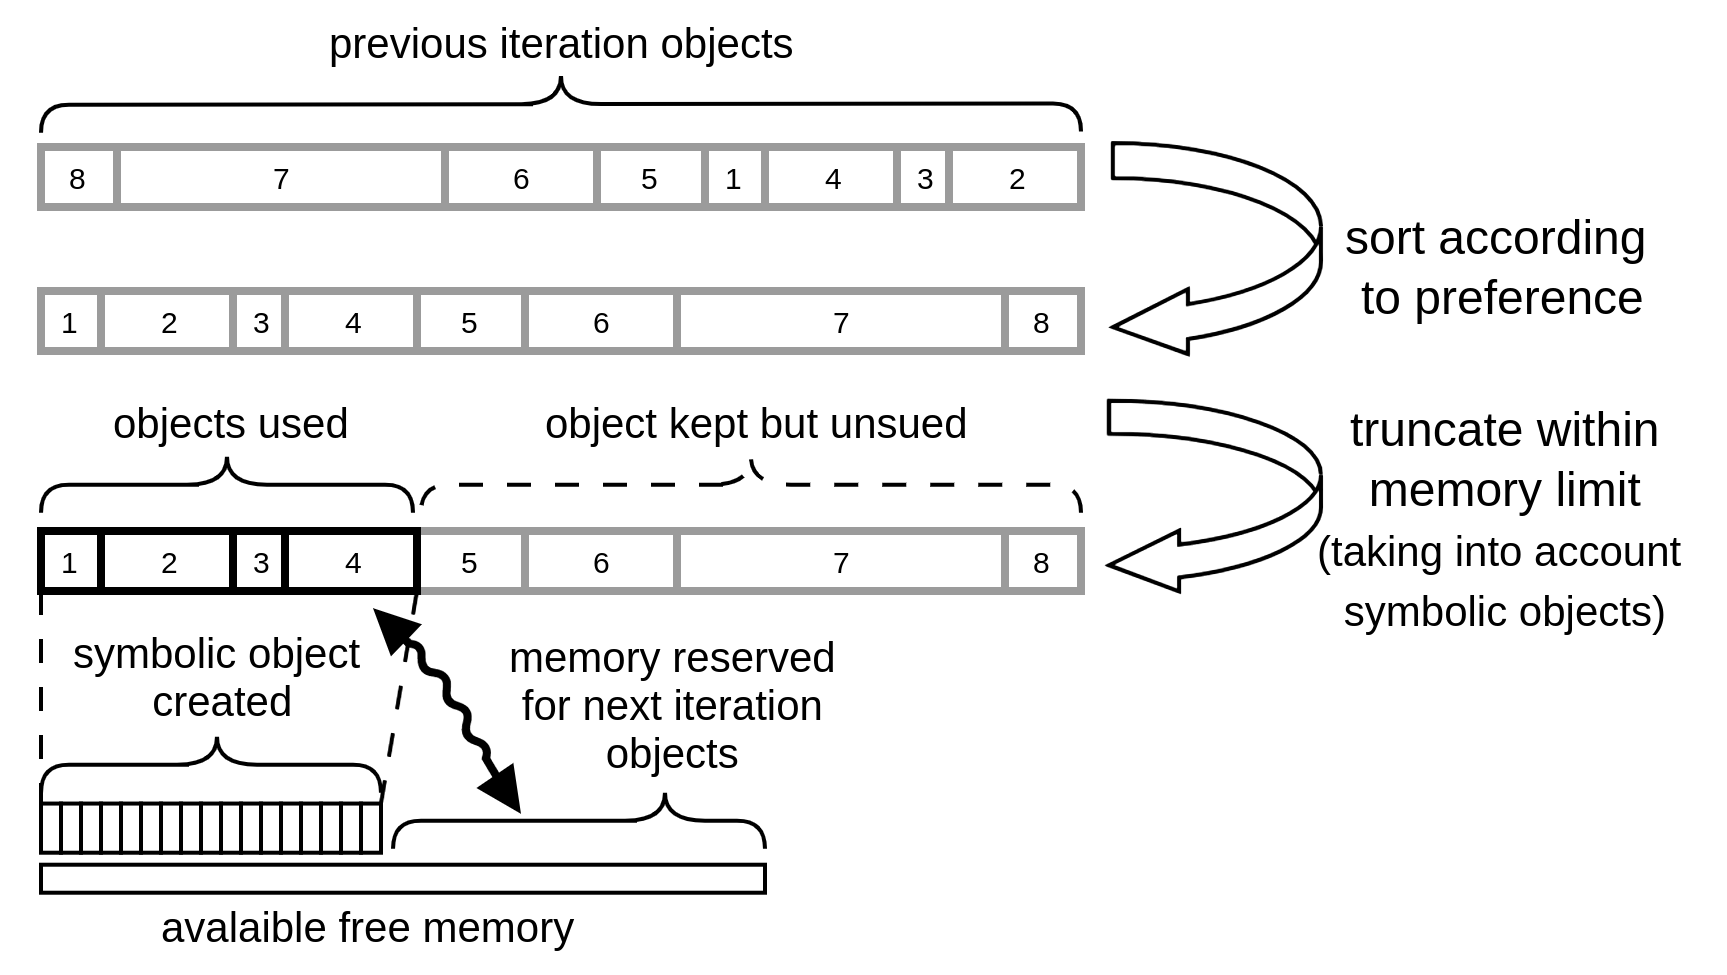 previous iteration objects
8 7 6 5 1 4 3 2
sort according
to preference
1 2 3 4 5 6 7 8
objects used
object kept but unsued
truncate within
memory limit
(taking into account
symbolic objects)
1 2 3 4 5 6 7 8
symbolic object
created
memory reserved
for next iteration
objects
avalaible free memory